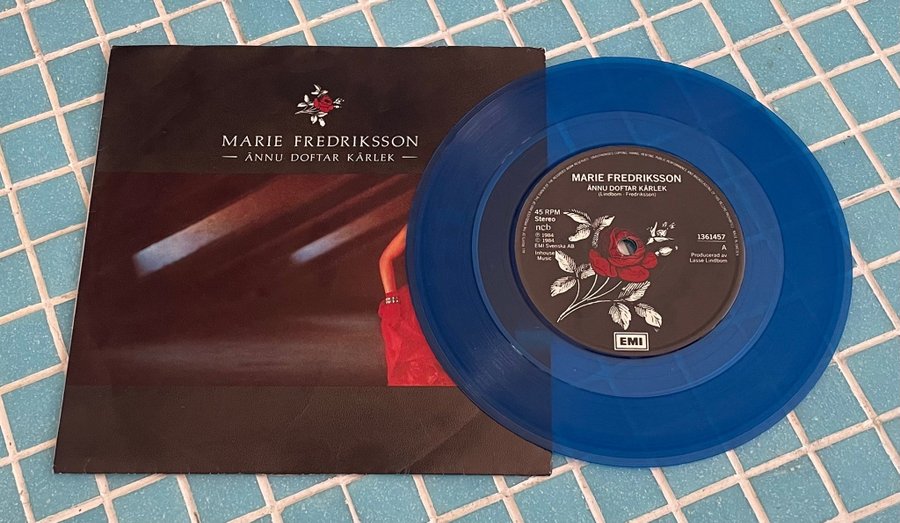 MARIE FREDRIKSSON
— ÄNNU DOFTAR KÄRLEK —
MARIE FREDRIKSSON
ÄNNU DOFTAR KÄRLEK
(Lindbom - Fredriksson)
45 RPM
Stereo
ncb
℗ 1984
© 1984
EMI Svenska AB
Inhouse
Music
1361457
A
Producerad av
Lasse Lindbom
EMI